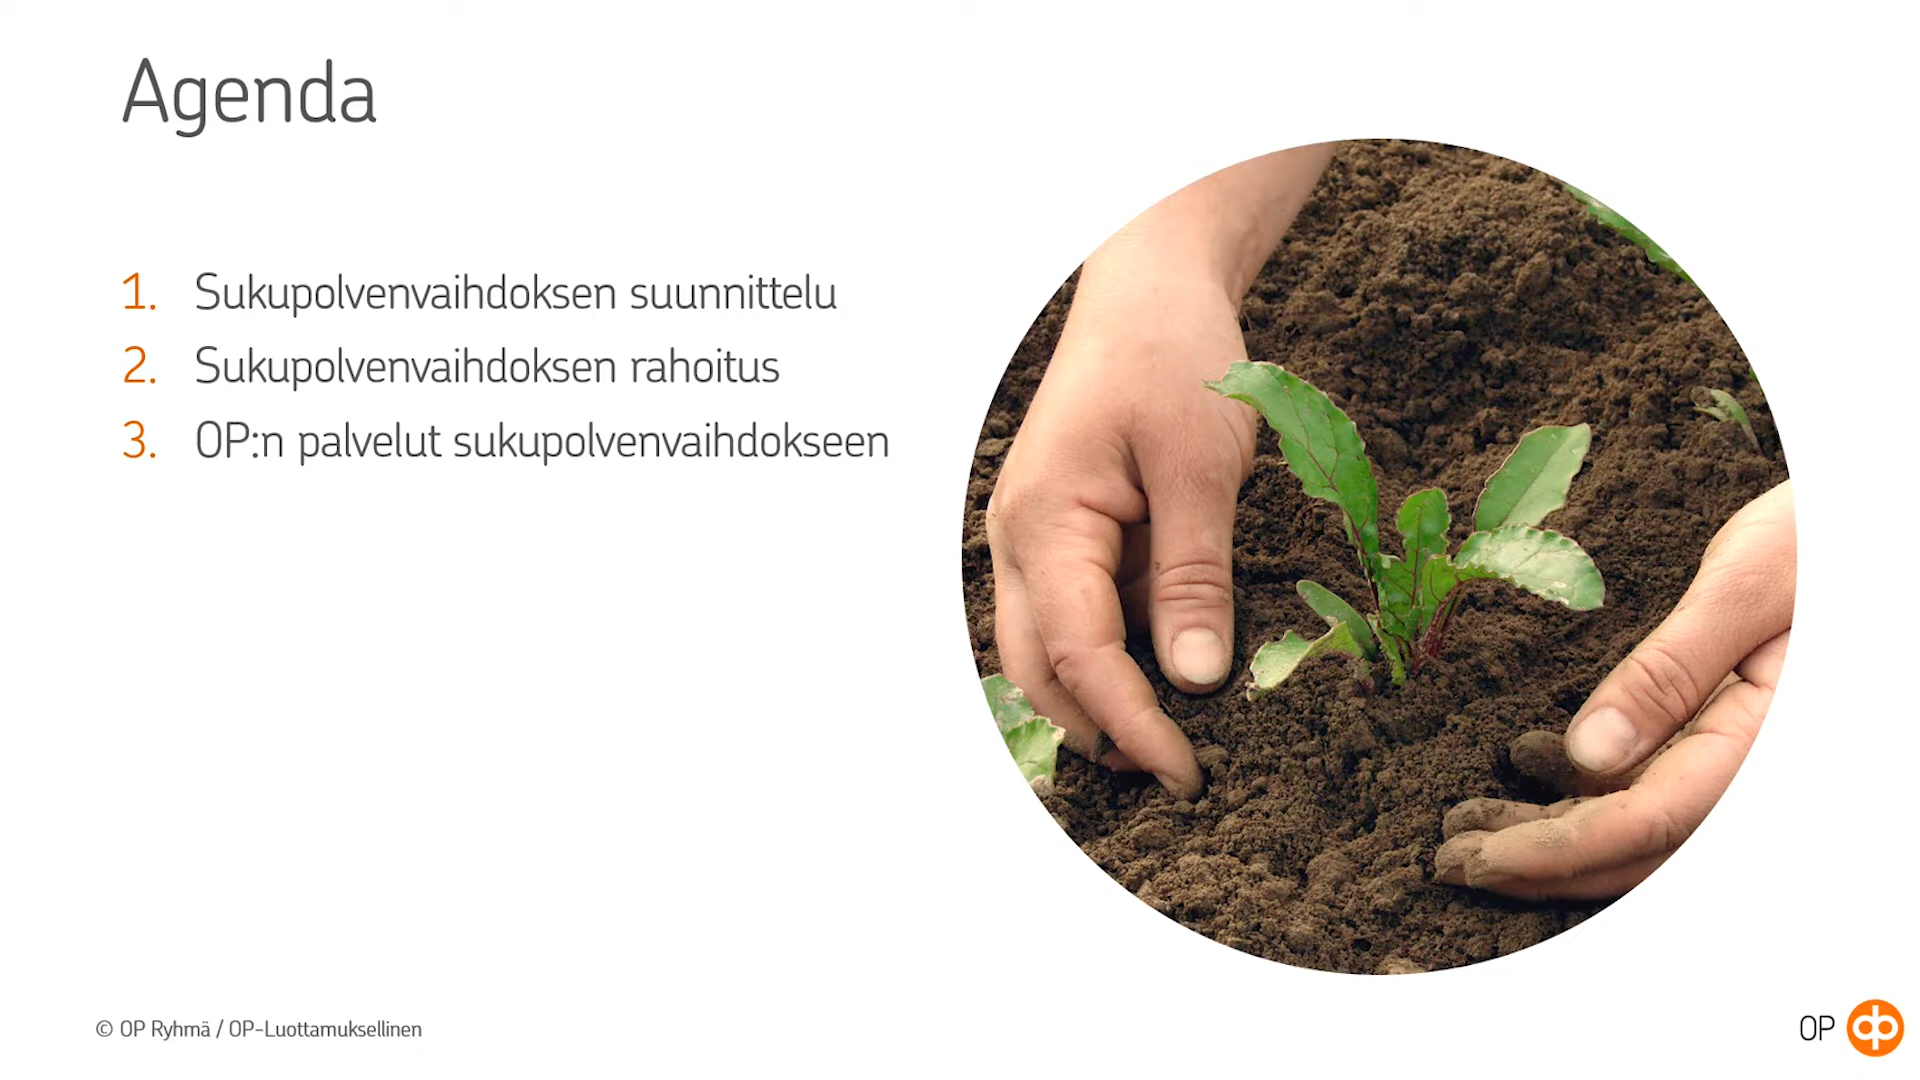 Agenda
1. Sukupolvenvaihdoksen suunnittelu
2. Sukupolvenvaihdoksen rahoitus
3. OP:n palvelut sukupolvenvaihdokseen
© OP Ryhmä / OP-Luottamuksellinen
OP